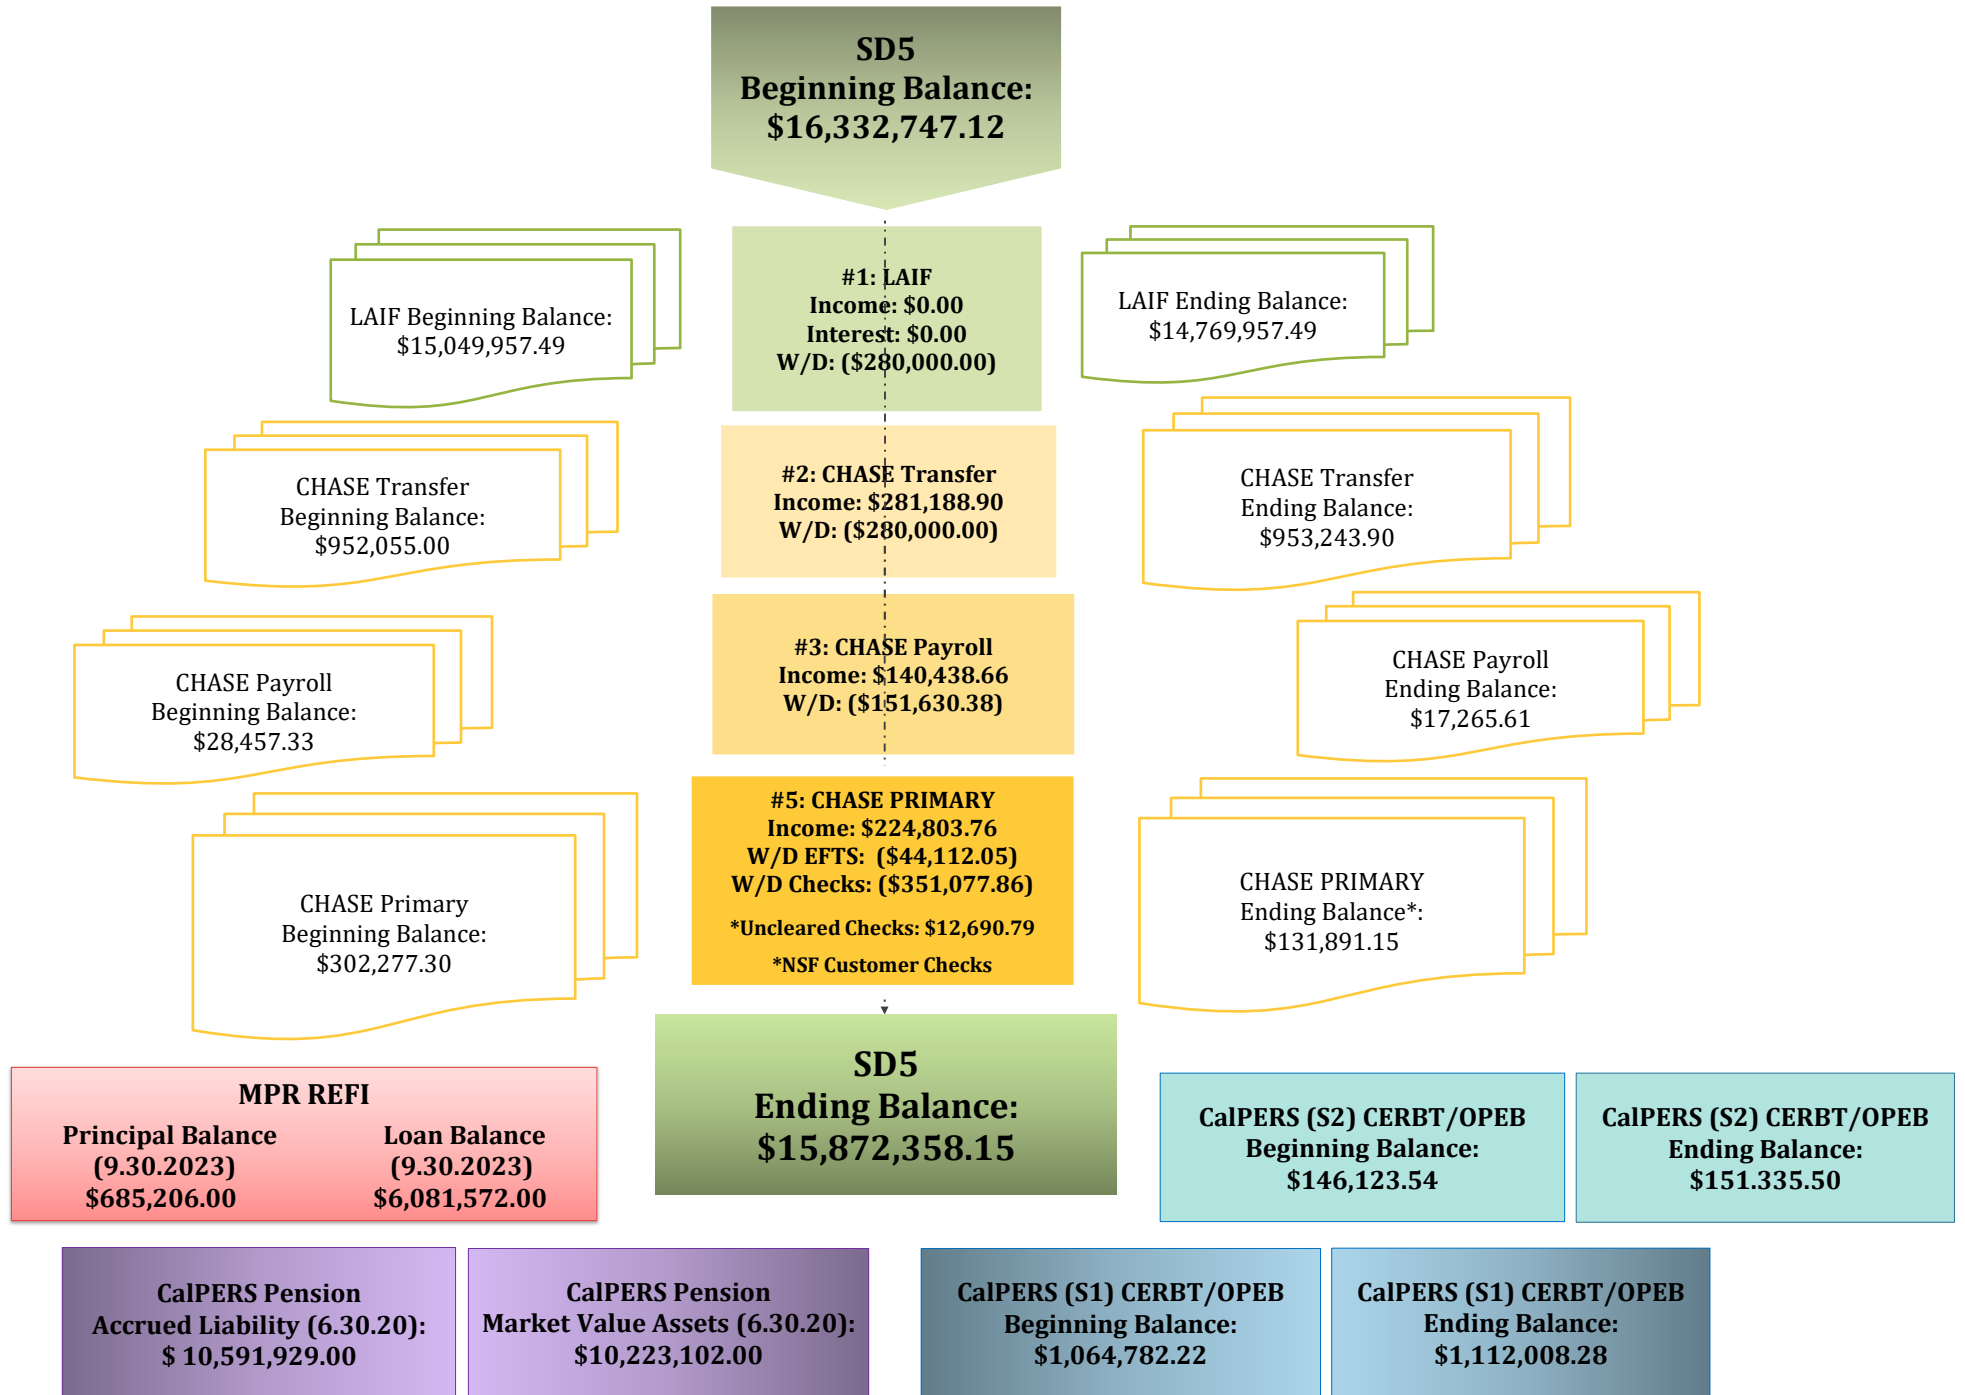 SD5
Beginning Balance:
$16,332,747.12
LAIF Beginning Balance:
$15,049,957.49
#1: LAIF
Income: $0.00
Interest: $0.00
W/D: ($280,000.00)
LAIF Ending Balance:
$14,769,957.49
CHASE Transfer
Beginning Balance:
$952,055.00
#2: CHASE Transfer
Income: $281,188.90
W/D: ($280,000.00)
CHASE Transfer
Ending Balance:
$953,243.90
CHASE Payroll
Beginning Balance:
$28,457.33
#3: CHASE Payroll
Income: $140,438.66
W/D: ($151,630.38)
CHASE Payroll
Ending Balance:
$17,265.61
CHASE Primary
Beginning Balance:
$302,277.30
#5: CHASE PRIMARY
Income: $224,803.76
W/D EFTS: ($44,112.05)
W/D Checks: ($351,077.86)
*Uncleared Checks: $12,690.79
*NSF Customer Checks
CHASE PRIMARY
Ending Balance*:
$131,891.15
MPR REFI
Principal Balance
(9.30.2023)
$685,206.00
Loan Balance
(9.30.2023)
$6,081,572.00
SD5
Ending Balance:
$15,872,358.15
CalPERS (S2) CERBT/OPEB
Beginning Balance:
$146,123.54
CalPERS (S2) CERBT/OPEB
Ending Balance:
$151.335.50
CalPERS Pension
Accrued Liability (6.30.20):
$ 10,591,929.00
CalPERS Pension
Market Value Assets (6.30.20):
$10,223,102.00
CalPERS (S1) CERBT/OPEB
Beginning Balance:
$1,064,782.22
CalPERS (S1) CERBT/OPEB
Ending Balance:
$1,112,008.28